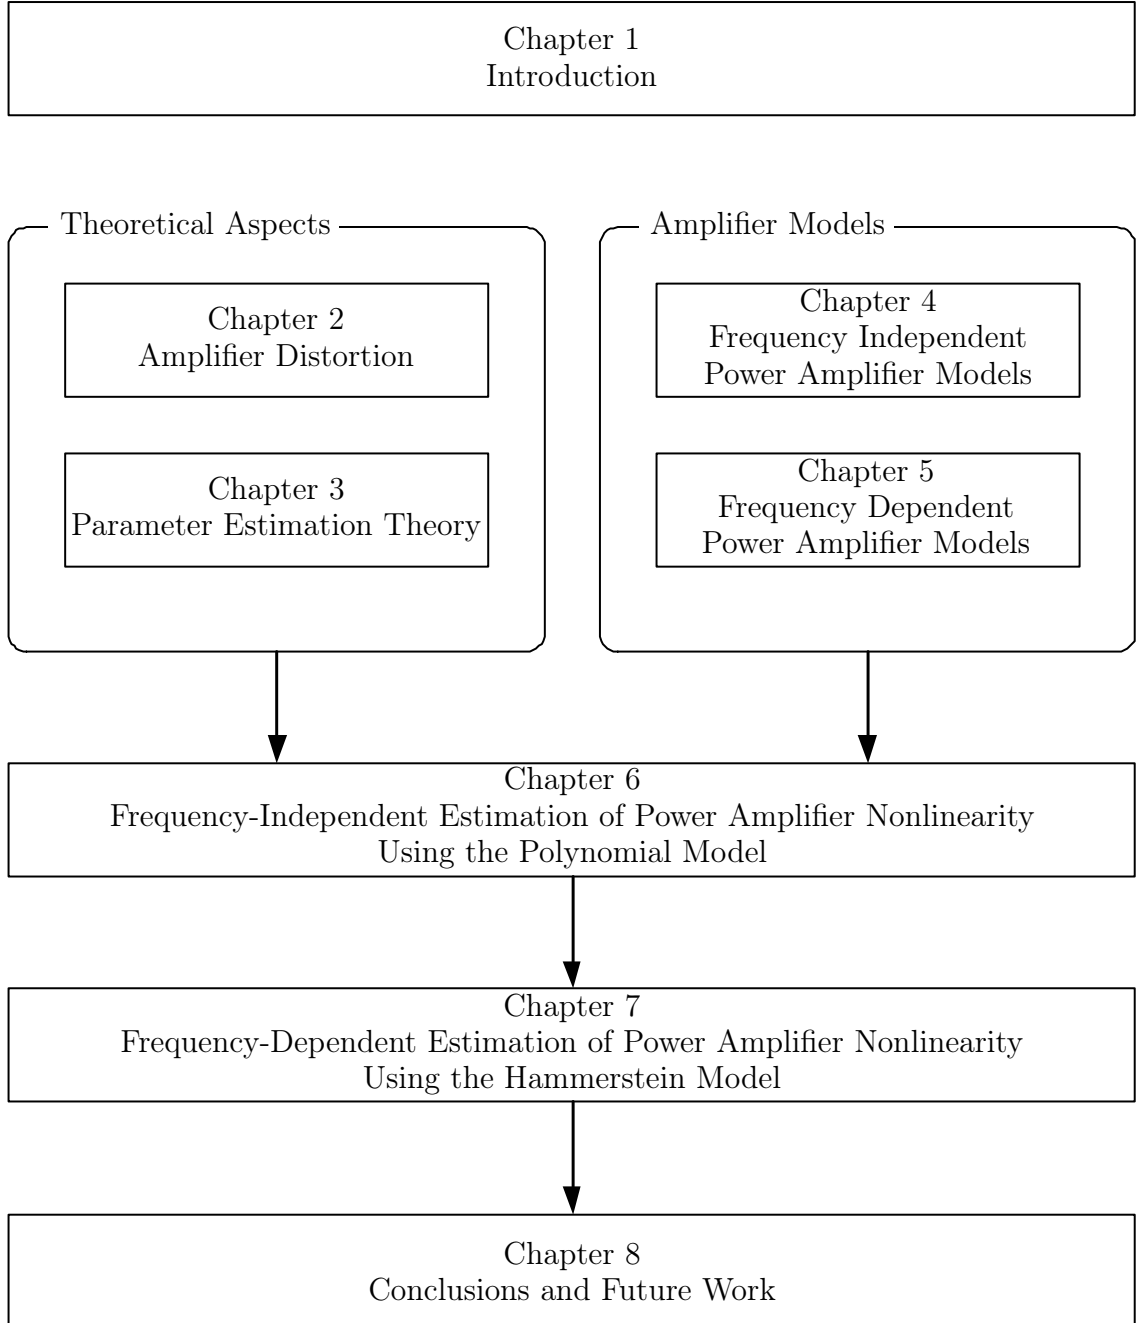 Chapter 1
Introduction
Theoretical Aspects
Chapter 2
Amplifier Distortion
Chapter 3
Parameter Estimation Theory
Amplifier Models
Chapter 4
Frequency Independent
Power Amplifier Models
Chapter 5
Frequency Dependent
Power Amplifier Models
Chapter 6
Frequency-Independent Estimation of Power Amplifier Nonlinearity
Using the Polynomial Model
Chapter 7
Frequency-Dependent Estimation of Power Amplifier Nonlinearity
Using the Hammerstein Model
Chapter 8
Conclusions and Future Work